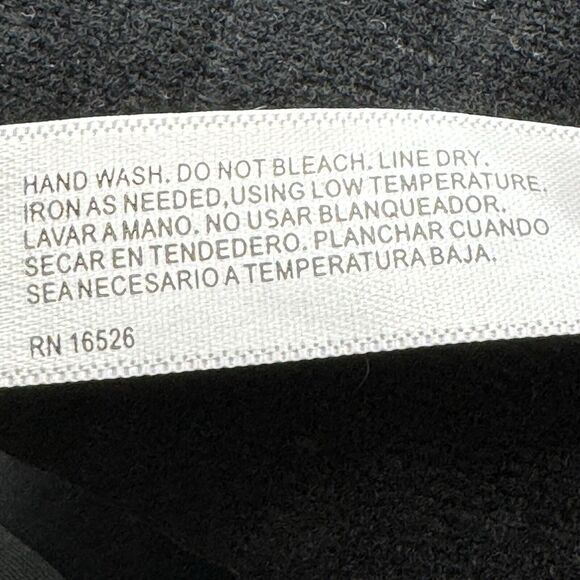 HAND WASH. DO NOT BLEACH. LINE DRY.
IRON AS NEEDED,USING LOW TEMPERATURE.
LAVAR A MANO. NO USAR BLANQUEADOR.
SECAR EN TENDEDERO. PLANCHAR CUANDO
SEA NECESARIO A TEMPERATURA BAJA.
RN 16526